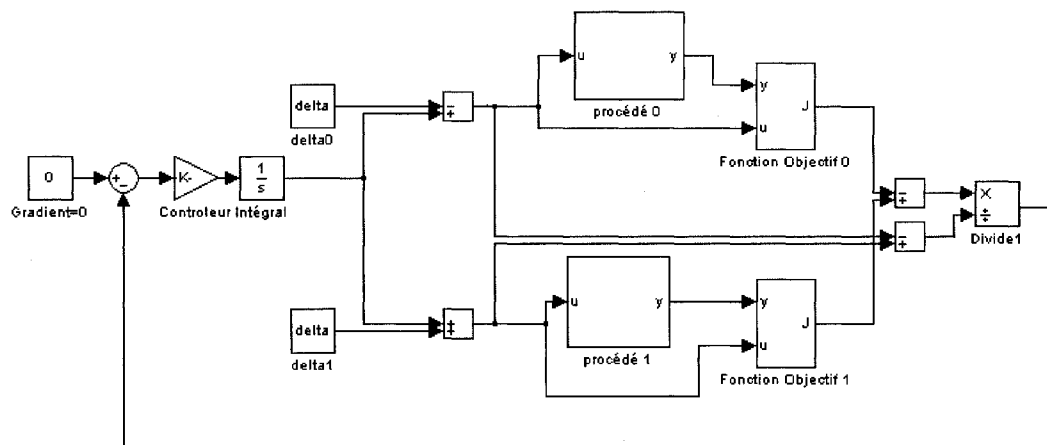 u
y
procédé 0
delta
delta0
−
+
y
u
J
Fonction Objectif 0
0
Gradient=0
+
−
K-
1
s
Controleur Intégral
−
+
×
÷
Divide1
−
+
delta
delta1
+
+
u
y
procédé 1
y
u
J
Fonction Objectif 1